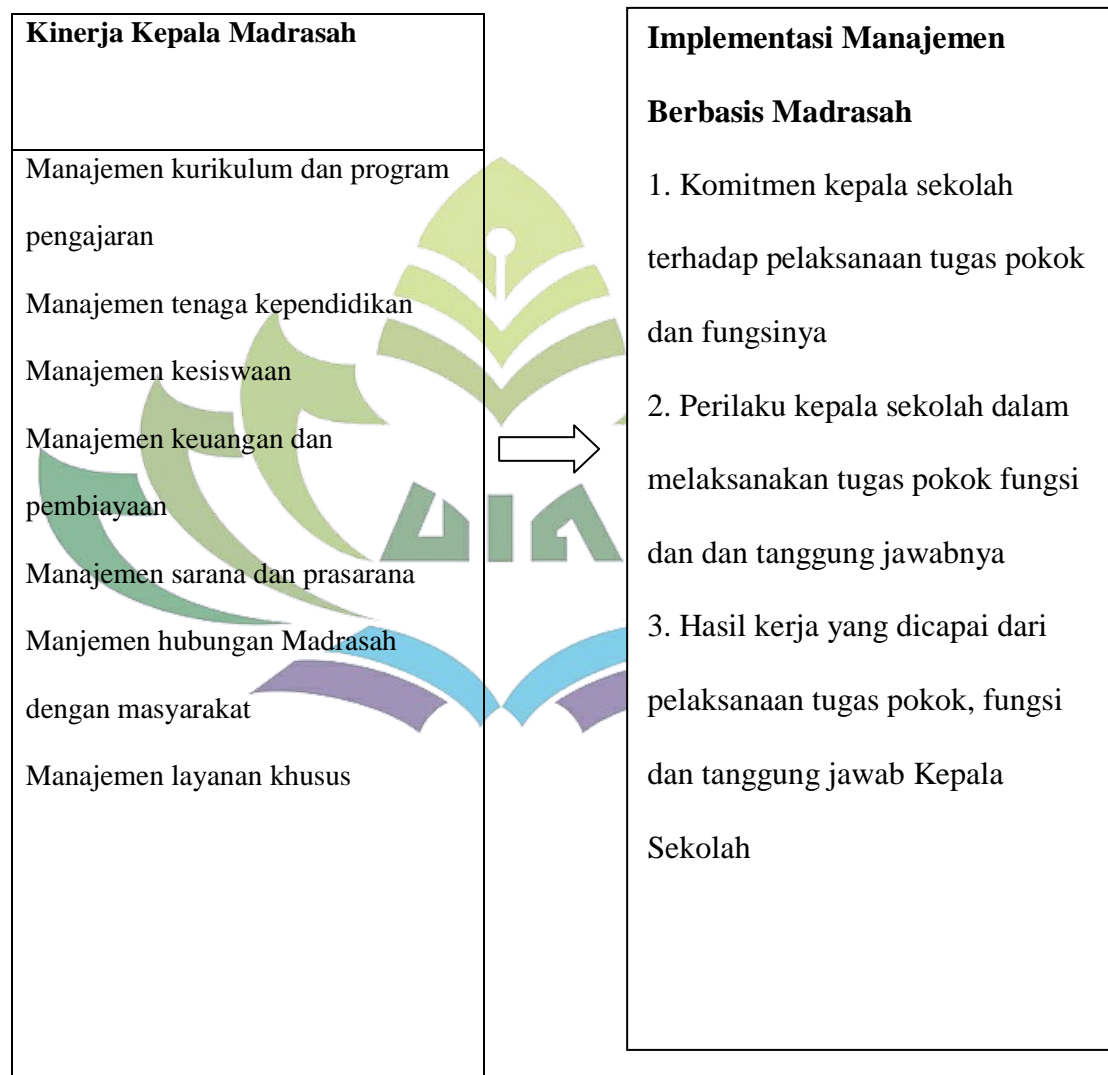 Kinerja Kepala Madrasah
Manajemen kurikulum dan program
pengajaran
Manajemen tenaga kependidikan
Manajemen kesiswaan
Manajemen keuangan dan
pembiayaan
Manajemen sarana dan prasarana
Manjemen hubungan Madrasah
dengan masyarakat
Manajemen layanan khusus
Implementasi Manajemen
Berbasis Madrasah
1. Komitmen kepala sekolah
terhadap pelaksanaan tugas pokok
dan fungsinya
2. Perilaku kepala sekolah dalam
melaksanakan tugas pokok fungsi
dan dan tanggung jawabnya
3. Hasil kerja yang dicapai dari
pelaksanaan tugas pokok, fungsi
dan tanggung jawab Kepala
Sekolah